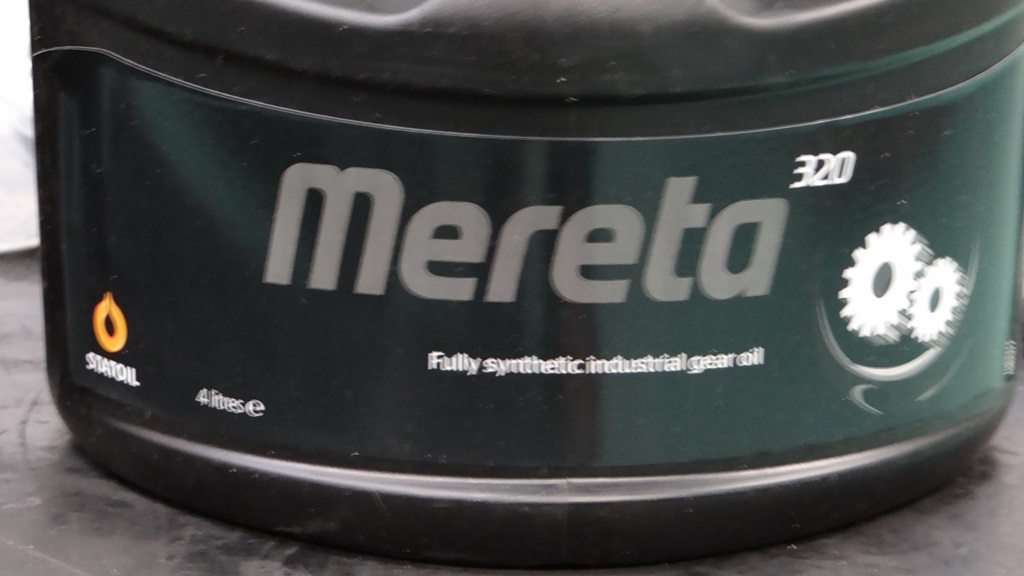 mereta
320
Fully synthetic industrial gear oil
STATOIL
4 litres e